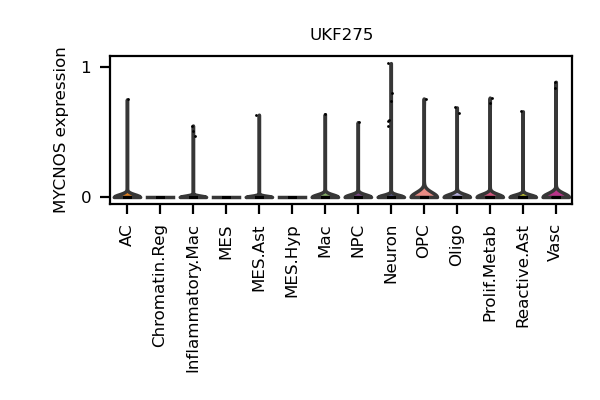 UKF275
MYCNOS expression
1
0
AC
Chromatin.Reg
Inflammatory.Mac
MES
MES.Ast
MES.Hyp
Mac
NPC
Neuron
OPC
Oligo
Prolif.Metab
Reactive.Ast
Vasc